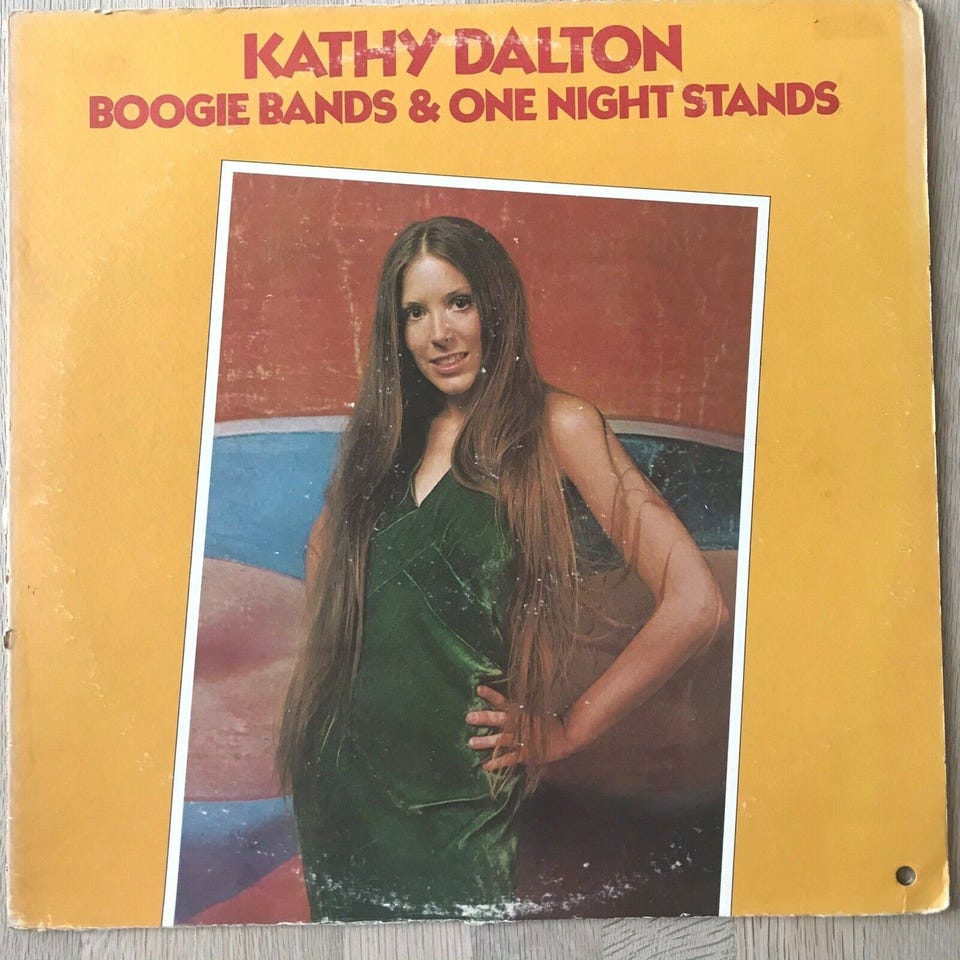 KATHY DALTON
BOOGIE BANDS & ONE NIGHT STANDS